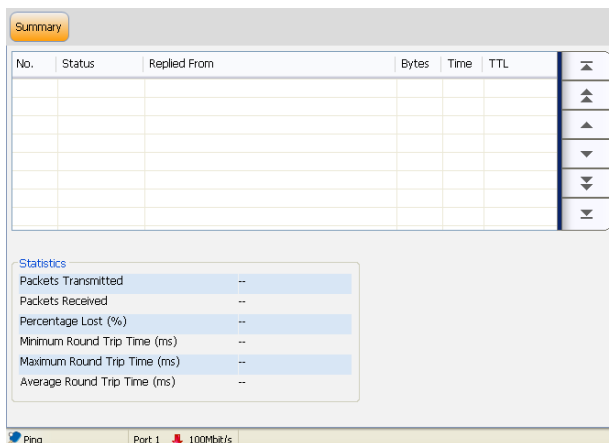 Summary
No. Status Replied From Bytes Time TTL
Statistics
Packets Transmitted --
Packets Received --
Percentage Lost (%) --
Minimum Round Trip Time (ms) --
Maximum Round Trip Time (ms) --
Average Round Trip Time (ms) --
Ping Port 1 100Mbit/s